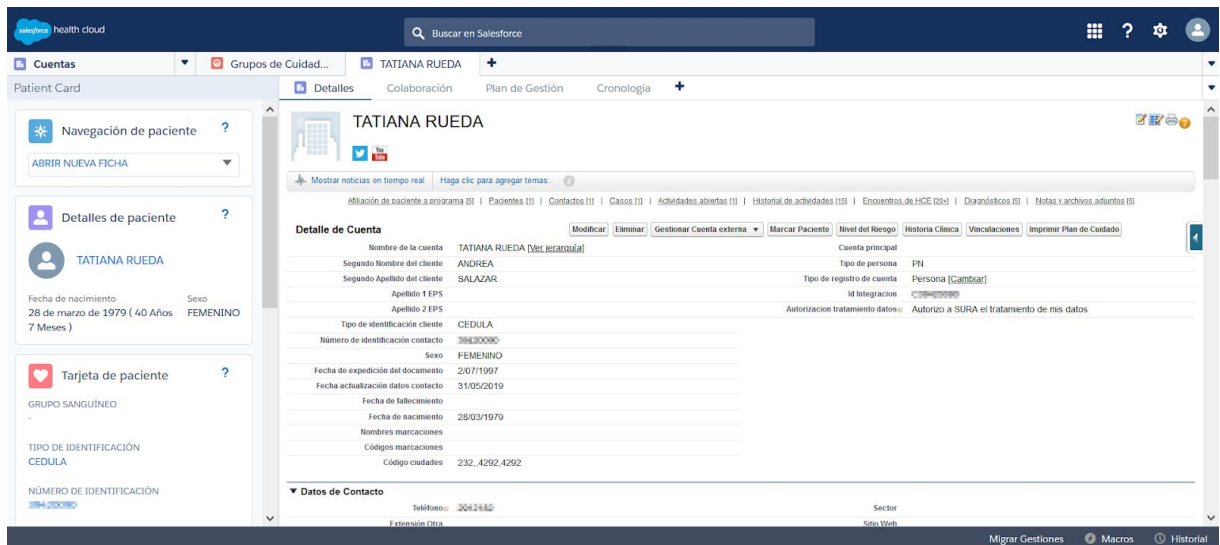 salesforce health cloud
Buscar en Salesforce
?
Cuentas
Grupos de Cuidad...
TATIANA RUEDA
+
Patient Card
Detalles
Colaboración
Plan de Gestión
Cronología
+
Navegación de paciente
?
ABRIR NUEVA FICHA
Detalles de paciente
?
TATIANA RUEDA
Fecha de nacimiento Sexo
28 de marzo de 1979 ( 40 Años FEMENINO
7 Meses )
Tarjeta de paciente
?
GRUPO SANGUÍNEO
-
TIPO DE IDENTIFICACIÓN
CEDULA
NÚMERO DE IDENTIFICACIÓN
TATIANA RUEDA
You Tube
Mostrar noticias en tiempo real Haga clic para agregar temas: i
Afiliación de paciente a programa [5] | Pacientes [1] | Contactos [1] | Casos [1] | Actividades abiertas [1] | Historial de actividades [15] | Encuentros de HCE [20+] | Diagnósticos [5] | Notas y archivos adjuntos [5]
Detalle de Cuenta Modificar Eliminar Gestionar Cuenta externa Marcar Paciente Nivel del Riesgo Historia Clínica Vinculaciones Imprimir Plan de Cuidado
Nombre de la cuenta TATIANA RUEDA [Ver jerarquía] Cuenta principal
Segundo Nombre del cliente ANDREA Tipo de persona PN
Segundo Apellido del cliente SALAZAR Tipo de registro de cuenta Persona [Cambiar]
Apellido 1 EPS Id Integracion
Apellido 2 EPS Autorizacion tratamiento datos Autorizo a SURA el tratamiento de mis datos
Tipo de identificación cliente CEDULA
Número de identificación contacto
Sexo FEMENINO
Fecha de expedición del documento 2/07/1997
Fecha actualización datos contacto 31/05/2019
Fecha de fallecimiento
Fecha de nacimiento 28/03/1979
Nombres marcaciones
Códigos marcaciones
Código ciudades 232,,4292,4292
Datos de Contacto
Teléfono Sector
Extensión Otra Sitio Web
Migrar Gestiones Macros Historial